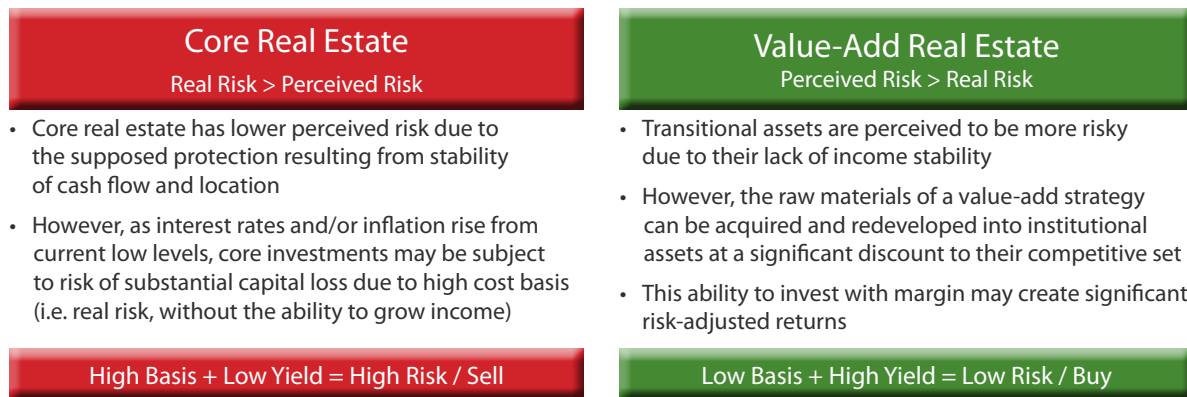 Core Real Estate
Real Risk > Perceived Risk
• Core real estate has lower perceived risk due to
the supposed protection resulting from stability
of cash flow and location
• However, as interest rates and/or inflation rise from
current low levels, core investments may be subject
to risk of substantial capital loss due to high cost basis
(i.e. real risk, without the ability to grow income)
High Basis + Low Yield = High Risk / Sell
Value-Add Real Estate
Perceived Risk > Real Risk
• Transitional assets are perceived to be more risky
due to their lack of income stability
• However, the raw materials of a value-add strategy
can be acquired and redeveloped into institutional
assets at a significant discount to their competitive set
• This ability to invest with margin may create significant
risk-adjusted returns
Low Basis + High Yield = Low Risk / Buy